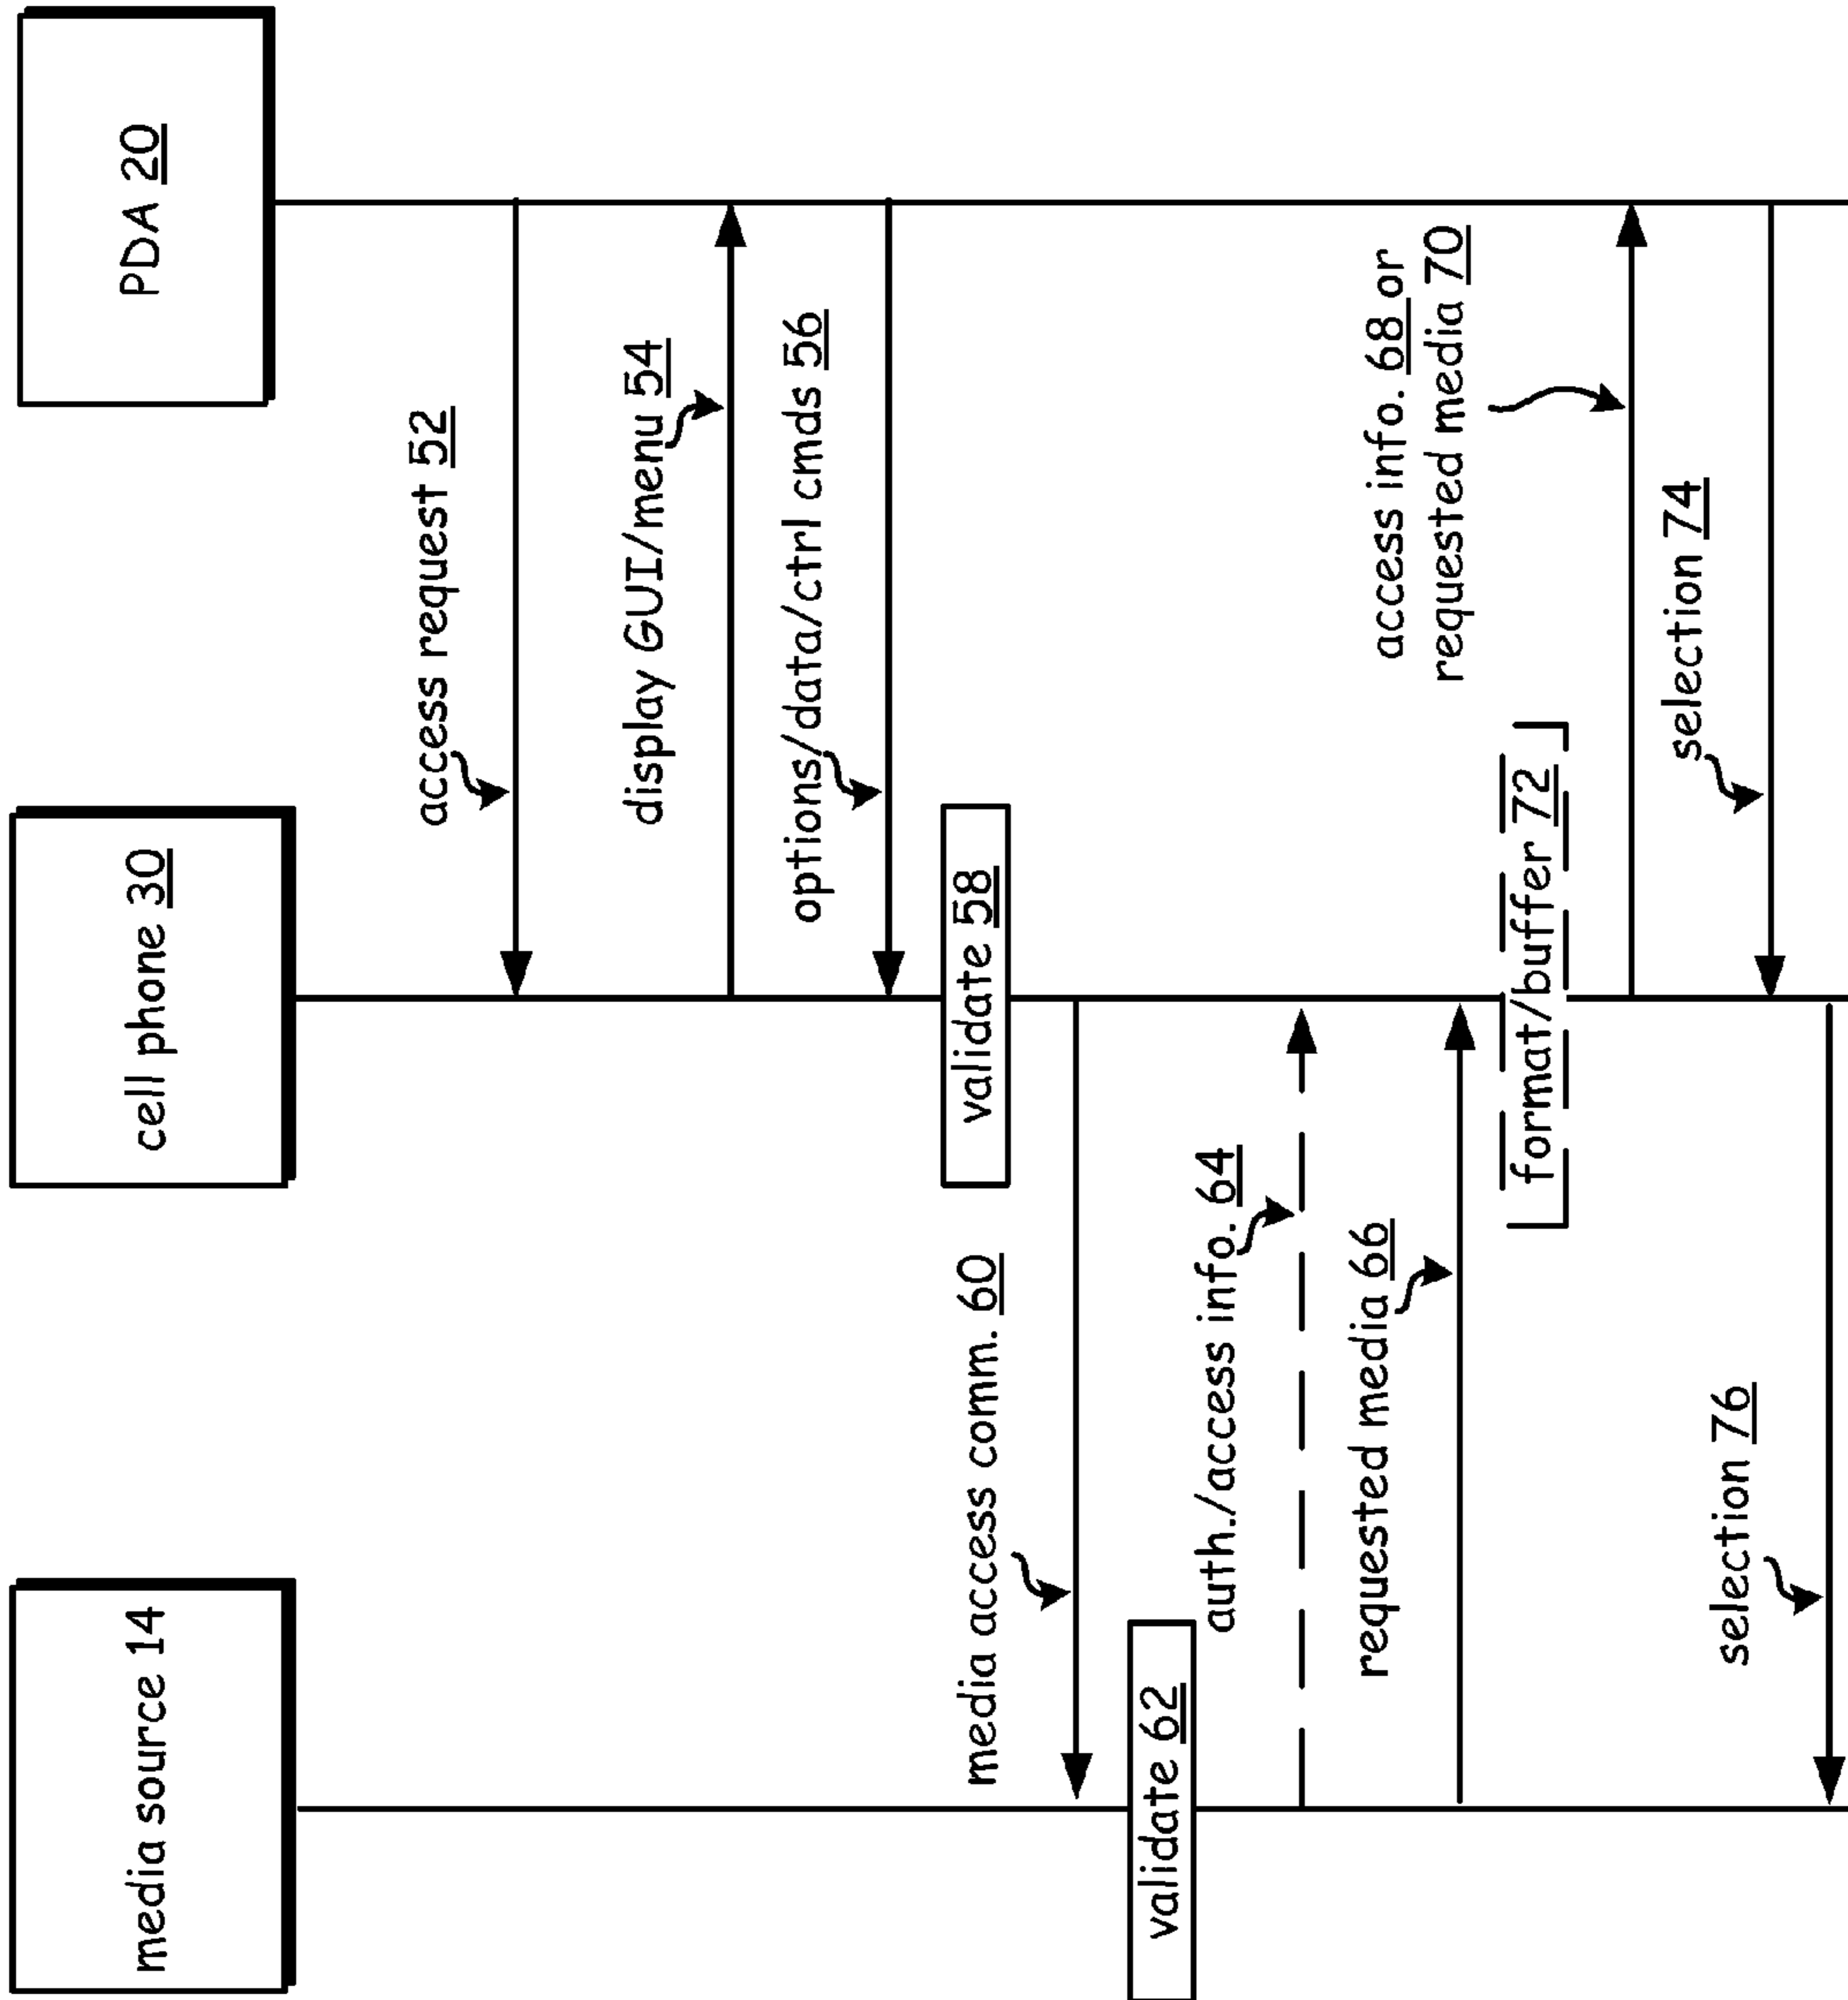 media source 14
cell phone 30
PDA 20
access request 52
display GUI/menu 54
options/data/ctrl cmds 56
validate 58
media access comm. 60
validate 62
auth./access info. 64
requested media 66
access info. 68 or
requested media 70
format/buffer 72
selection 74
selection 76